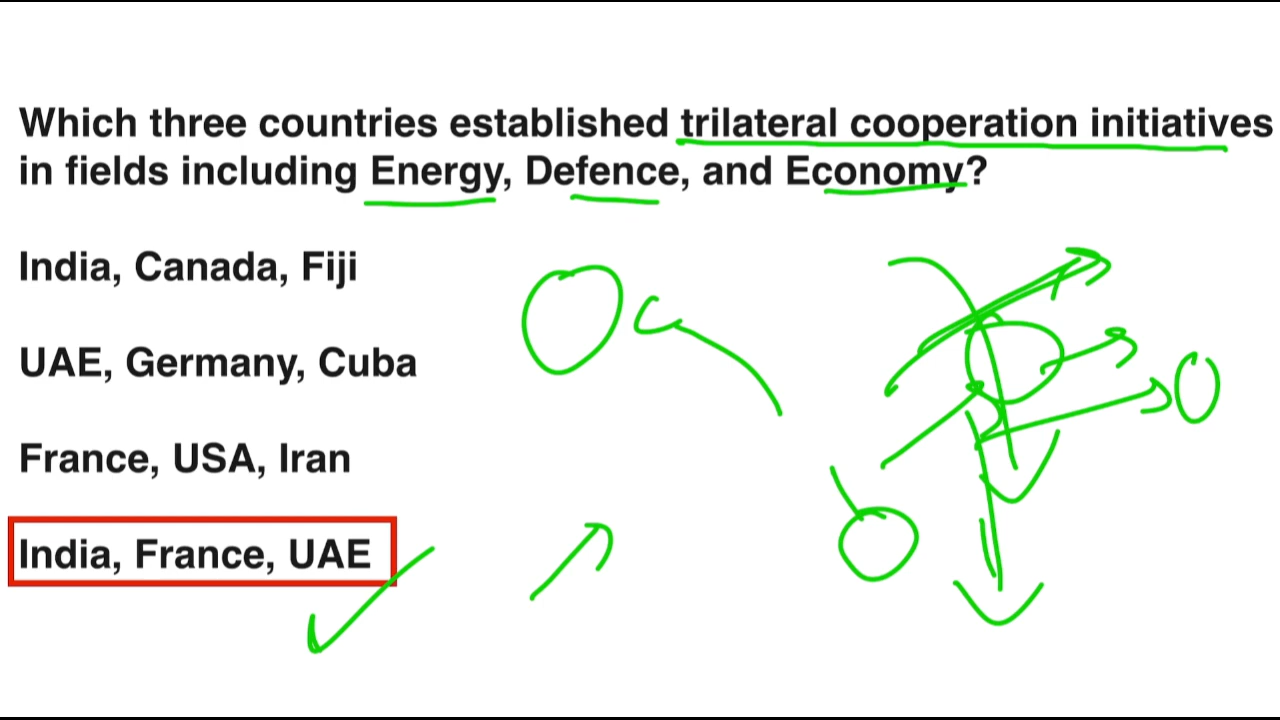 Which three countries established trilateral cooperation initiatives
in fields including Energy, Defence, and Economy?
India, Canada, Fiji
UAE, Germany, Cuba
France, USA, Iran
India, France, UAE